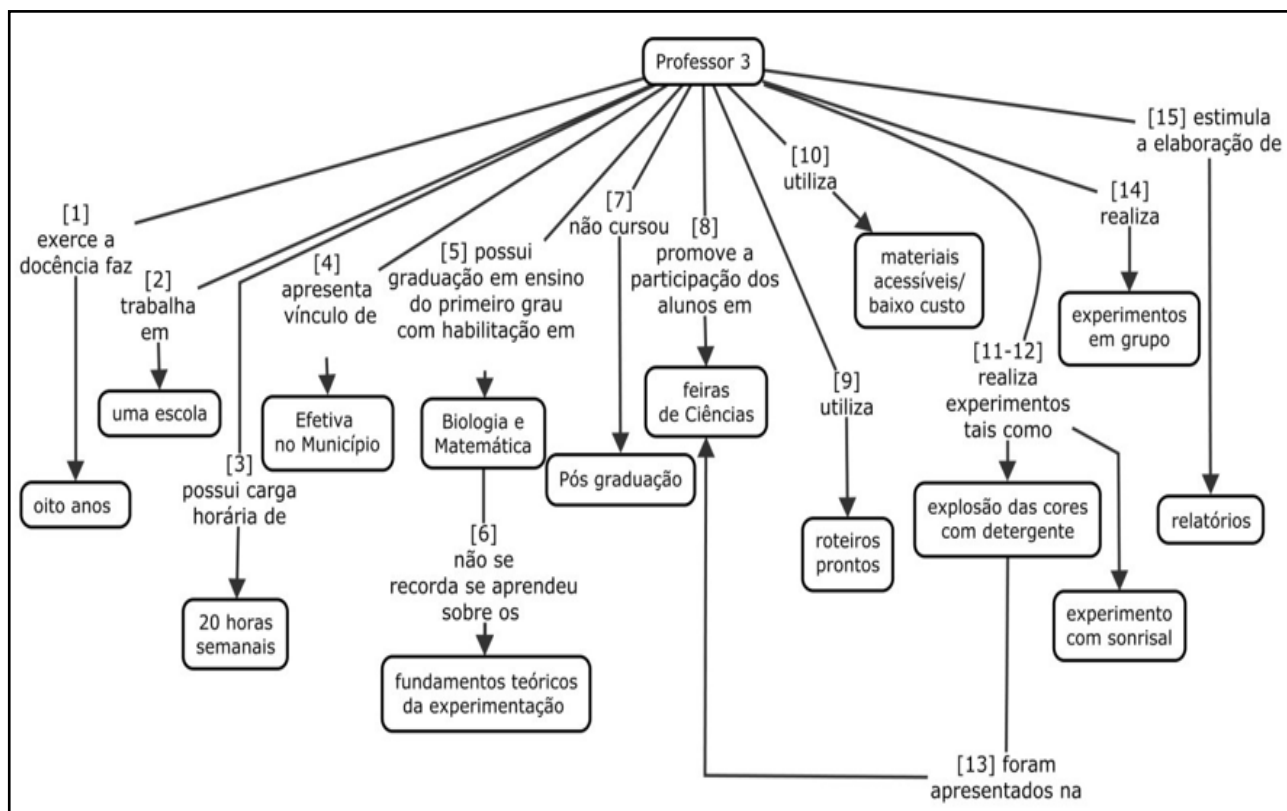 Professor 3
[1]
exerce a
docência faz
oito anos
[2]
trabalha
em
uma escola
[3]
possui carga
horária de
20 horas
semanais
[4]
apresenta
vínculo de
Efetiva
no Município
[5] possui
graduação em ensino
do primeiro grau
com habilitação em
Biologia e
Matemática
[6]
não se
recorda se aprendeu
sobre os
fundamentos teóricos
da experimentação
[7]
não cursou
Pós graduação
[8]
promove a
participação dos
alunos em
feiras
de Ciências
[9]
utiliza
roteiros
prontos
[10]
utiliza
materiais
acessíveis/
baixo custo
[11-12]
realiza
experimentos
tais como
explosão das cores
com detergente
experimento
com sonrisal
[13] foram
apresentados na
[14]
realiza
experimentos
em grupo
[15] estimula
a elaboração de
relatórios